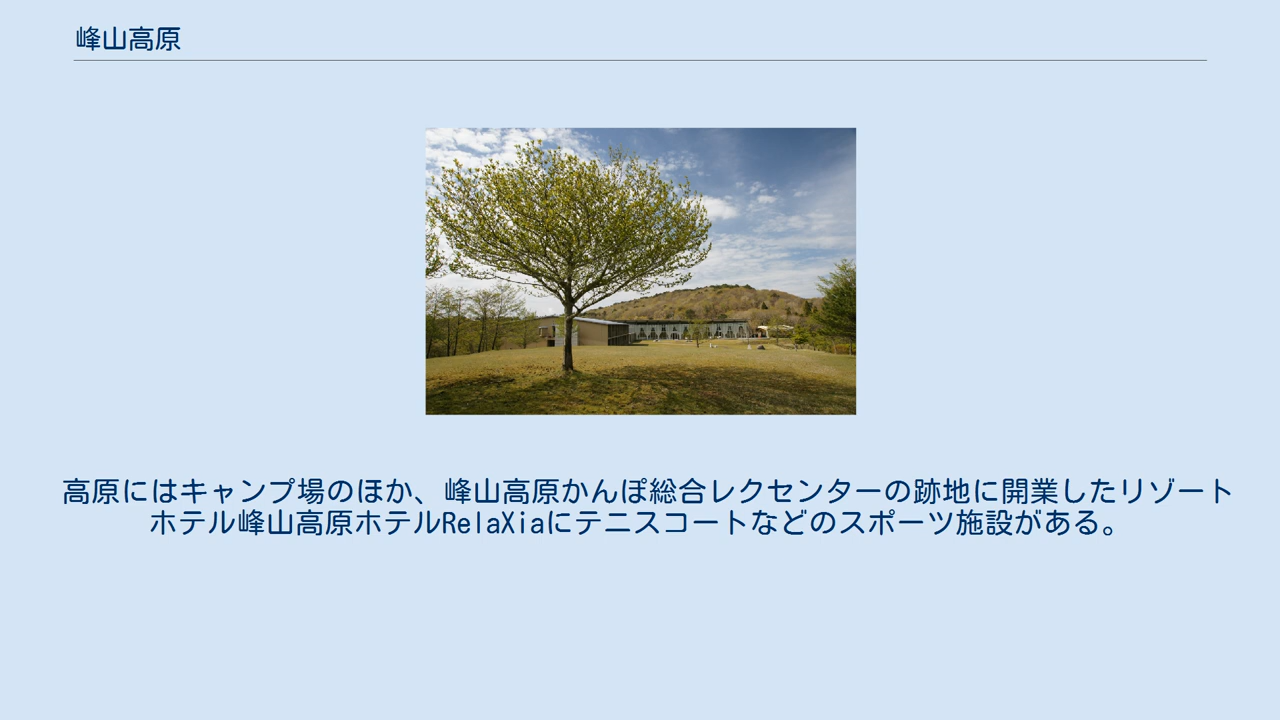 峰山高原
高原にはキャンプ場のほか、峰山高原かんぽ総合レクセンターの跡地に開業したリゾート
ホテル峰山高原ホテルRelaXiaにテニスコートなどのスポーツ施設がある。